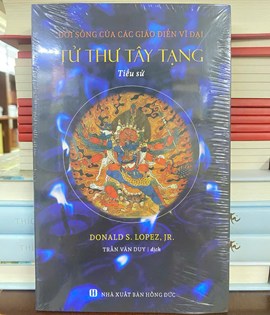 ĐỜI SỐNG CỦA CÁC GIÁO ĐIỂN VĨ ĐẠI
TỬ THƯ TÂY TẠNG
Tiểu sử
DONALD S. LOPEZ, JR.
TRẦN VĂN DUY | dịch
NHÀ XUẤT BẢN HỒNG ĐỨC